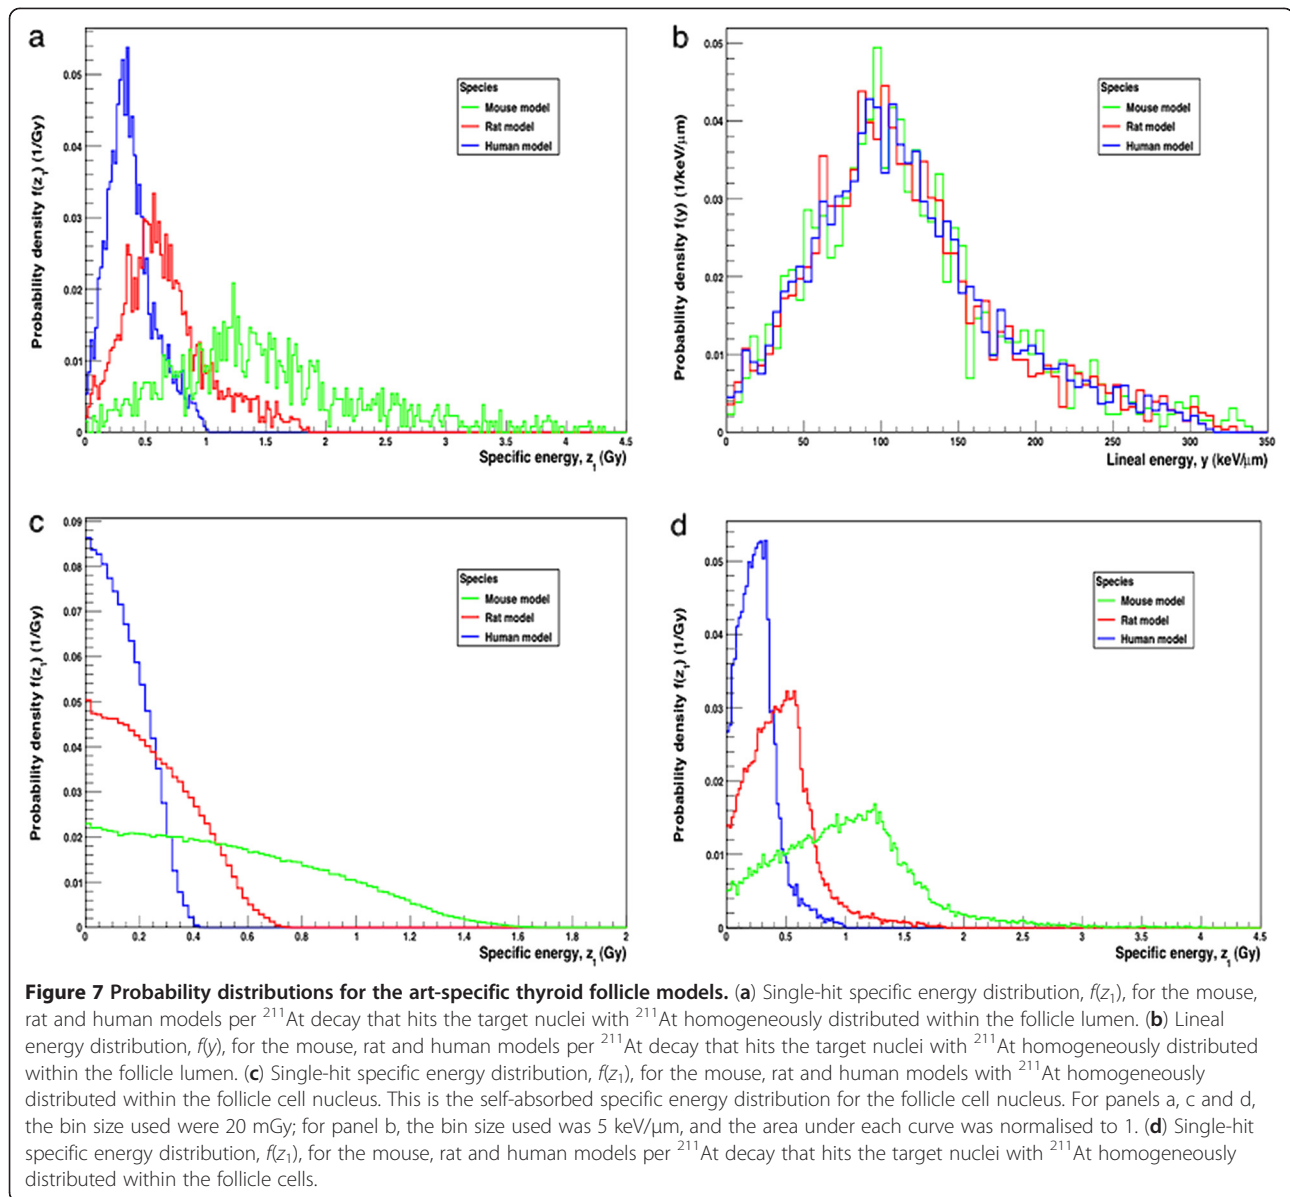 a
Probability density f(z₁) (1/Gy)
0.05
0.04
0.03
0.02
0.01
0
Species
Mouse model
Rat model
Human model
0 0.5 1 1.5 2 2.5 3 3.5 4 4.5
Specific energy, z₁ (Gy)
b
Probability density f(y) (1/keV/μm)
0.05
0.04
0.03
0.02
0.01
0
Species
Mouse model
Rat model
Human model
0 50 100 150 200 250 300 350
Lineal energy, y (keV/μm)
c
Probability density f(z₁) (1/Gy)
0.09
0.08
0.07
0.06
0.05
0.04
0.03
0.02
0.01
0
Species
Mouse model
Rat model
Human model
0 0.2 0.4 0.6 0.8 1 1.2 1.4 1.6 1.8 2
Specific energy, z₁ (Gy)
d
Probability density f(z₁) (1/Gy)
0.05
0.04
0.03
0.02
0.01
0
Species
Mouse model
Rat model
Human model
0 0.5 1 1.5 2 2.5 3 3.5 4 4.5
Specific energy, z₁ (Gy)
Figure 7 Probability distributions for the art-specific thyroid follicle models. (a) Single-hit specific energy distribution, f(z₁), for the mouse,
rat and human models per ²¹¹At decay that hits the target nuclei with ²¹¹At homogeneously distributed within the follicle lumen. (b) Lineal
energy distribution, f(y), for the mouse, rat and human models per ²¹¹At decay that hits the target nuclei with ²¹¹At homogeneously distributed
within the follicle lumen. (c) Single-hit specific energy distribution, f(z₁), for the mouse, rat and human models with ²¹¹At homogeneously
distributed within the follicle cell nucleus. This is the self-absorbed specific energy distribution for the follicle cell nucleus. For panels a, c and d,
the bin size used were 20 mGy; for panel b, the bin size used was 5 keV/μm, and the area under each curve was normalised to 1. (d) Single-hit
specific energy distribution, f(z₁), for the mouse, rat and human models per ²¹¹At decay that hits the target nuclei with ²¹¹At homogeneously
distributed within the follicle cells.